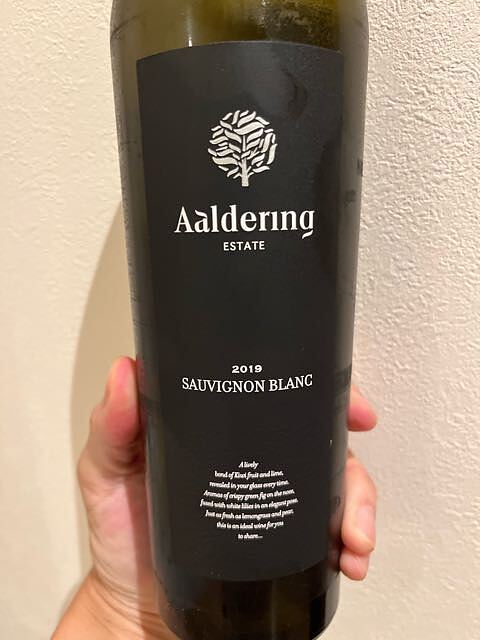 Aaldering
ESTATE
2019
SAUVIGNON BLANC
A lively
bond of Kiwi fruit and lime,
revealed in your glass every time.
Aromas of crispy green fig on the nose,
fused with white lilies in an elegant pose.
Just as fresh as lemongrass and pear,
this is an ideal wine for you
to share...